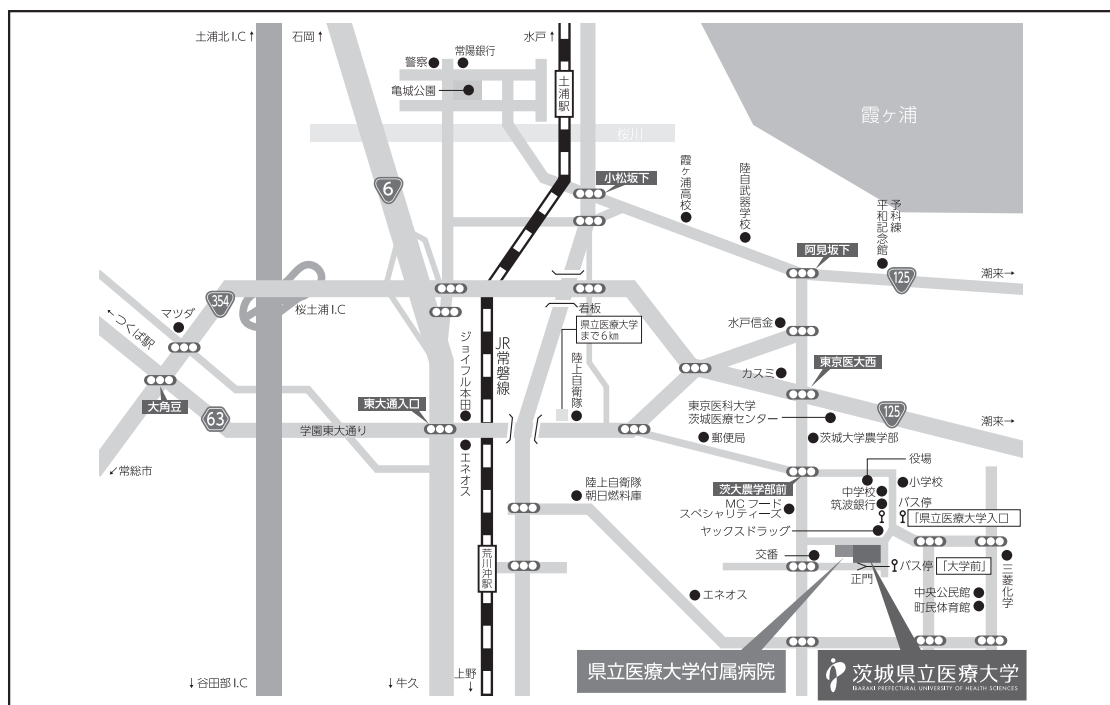 土浦北I.C↑
石岡↑
水戸↑
警察
常陽銀行
亀城公園
土浦駅
霞ヶ浦
桜川
小松坂下
6
霞ヶ浦高校
陸自武器学校
予科練
平和記念館
阿見坂下
125
潮来→
354
桜土浦I.C
マツダ
←つくば駅
看板
県立医療大学
まで6km
水戸信金
ジョイフル本田
JR常磐線
陸上自衛隊
カスミ
東京医大西
大角豆
63
東大通入口
学園東大通り
東京医科大学
茨城医療センター
125
潮来→
郵便局
茨城大学農学部
↙常総市
エネオス
陸上自衛隊
朝日燃料庫
茨大農学部前
役場
小学校
中学校
筑波銀行
バス停
「県立医療大学入口
MCフード
スペシャリティーズ
ヤックスドラッグ
荒川沖駅
交番
正門
バス停
「大学前」
三菱化学
エネオス
中央公民館
町民体育館
県立医療大学付属病院
茨城県立医療大学
IBARAKI PREFECTURAL UNIVERSITY OF HEALTH SCIENCES
↓谷田部I.C
↓牛久
上野
↓